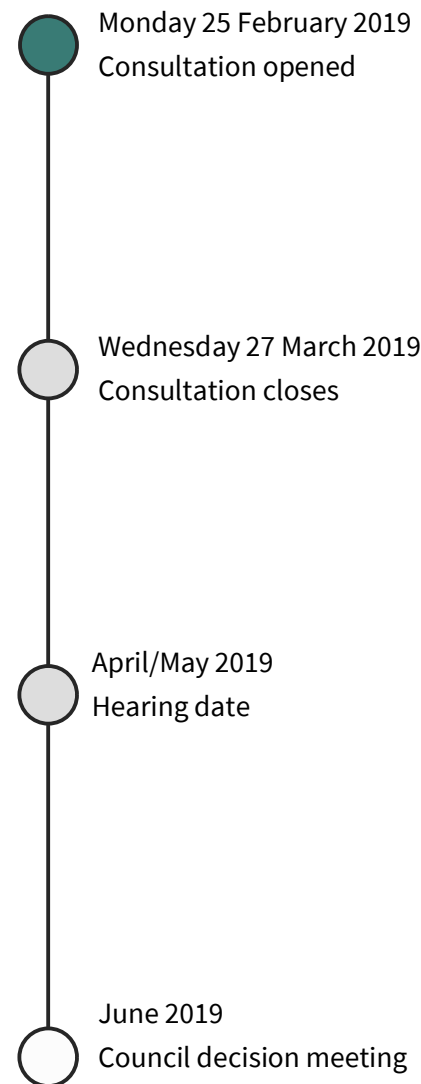 Monday 25 February 2019
Consultation opened
Wednesday 27 March 2019
Consultation closes
April/May 2019
Hearing date
June 2019
Council decision meeting